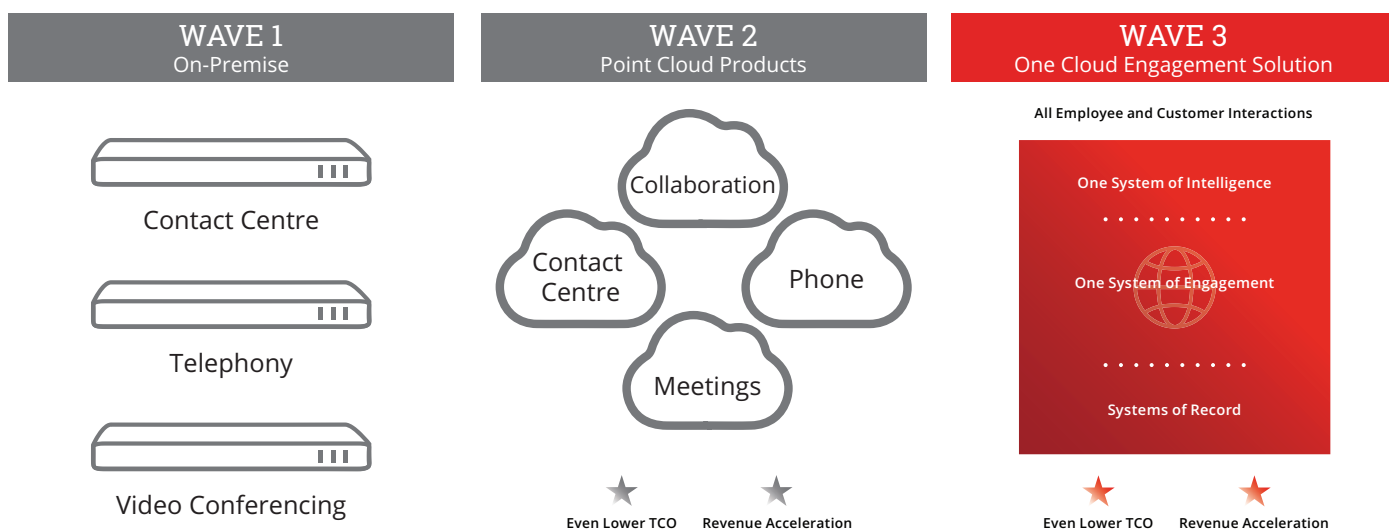 WAVE 1
On-Premise
Contact Centre
Telephony
Video Conferencing
WAVE 2
Point Cloud Products
Collaboration
Contact
Centre
Phone
Meetings
Even Lower TCO
Revenue Acceleration
WAVE 3
One Cloud Engagement Solution
All Employee and Customer Interactions
One System of Intelligence
One System of Engagement
Systems of Record
Even Lower TCO
Revenue Acceleration